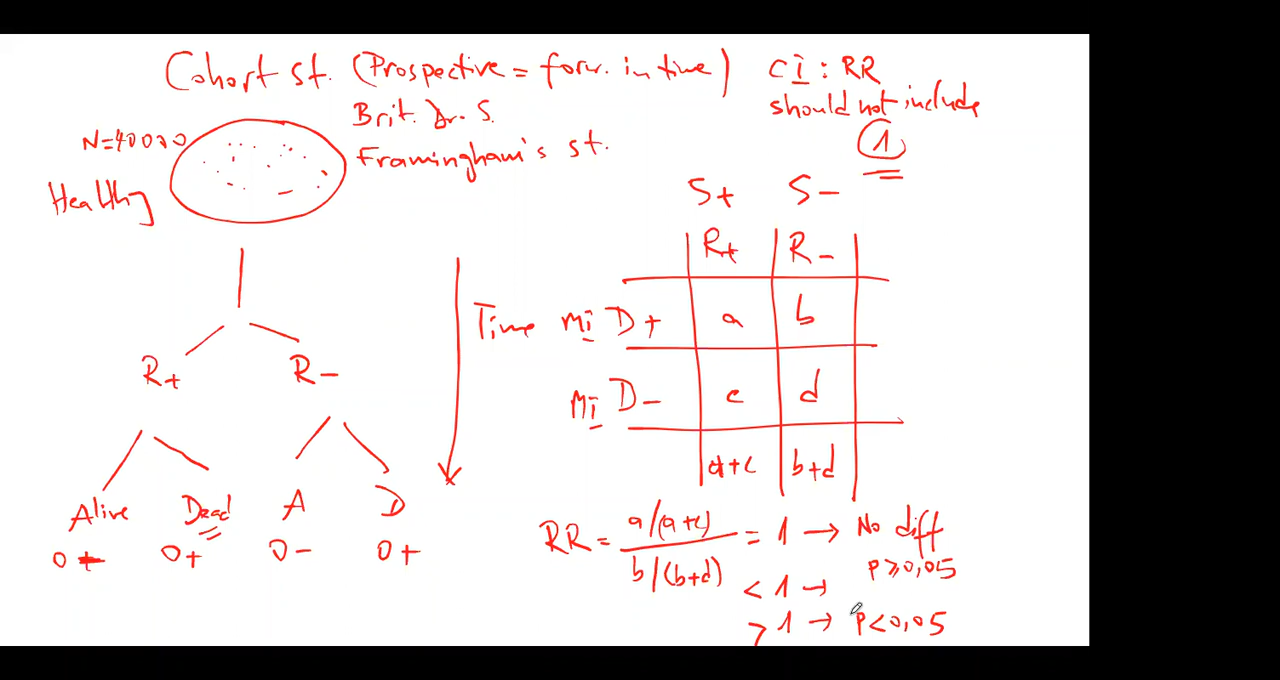 Cohort st. (Prospective = forw. in time)
Brit. Dr. S.
Framingham's st.
N=40000
Healthy
R+ R-
Alive Dead A D
O+ O+ O- O+
Time
CI : RR
should not include
1
S+ S-
R+ R-
Mi D+ a b
Mi D- c d
a+c b+d
RR = a/(a+c) / b/(b+d) = 1 → No diff
P≥0,05
< 1 →
> 1 → P<0,05